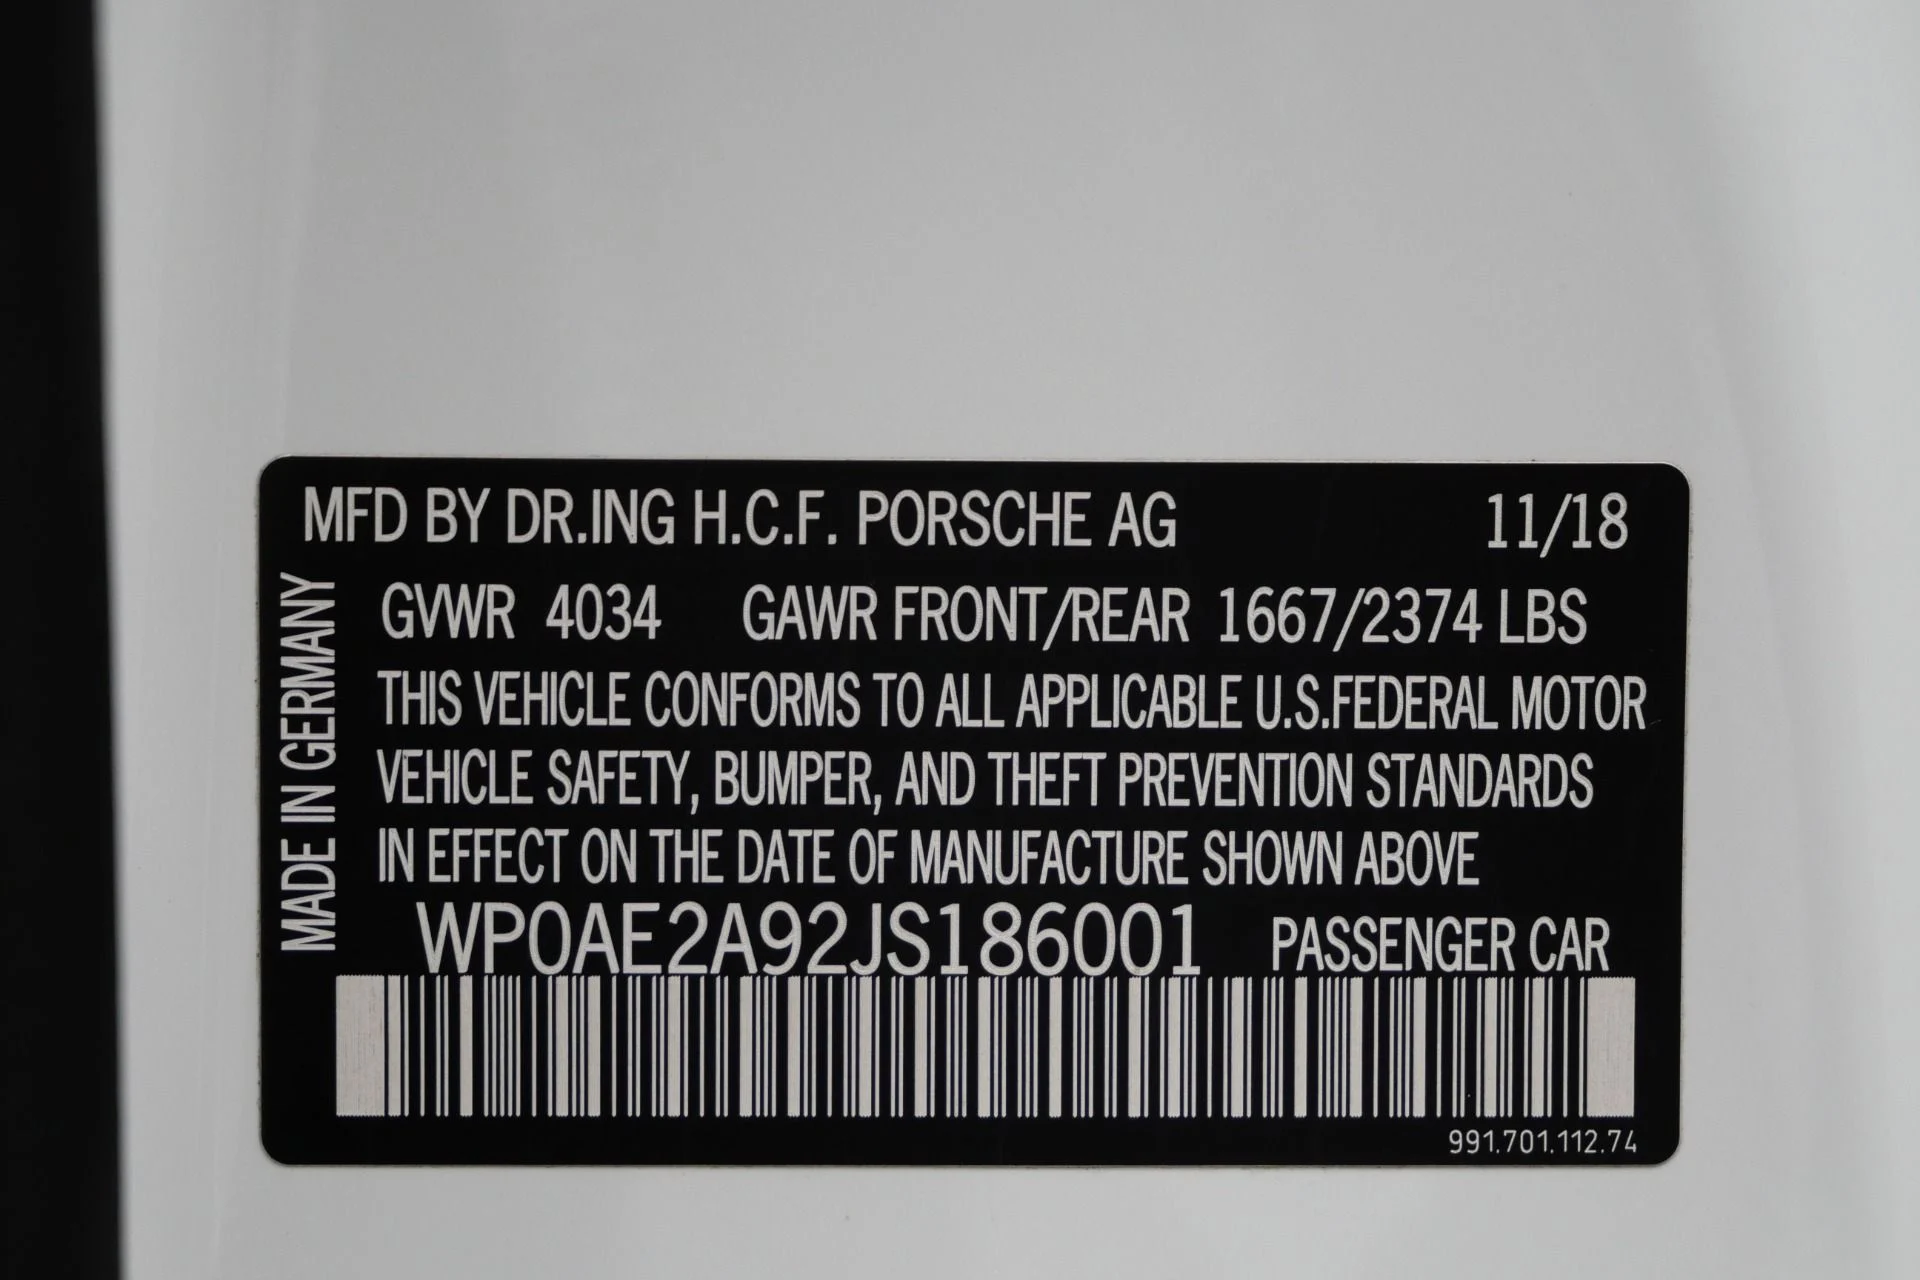 MFD BY DR.ING H.C.F. PORSCHE AG 11/18
MADE IN GERMANY
GVWR 4034 GAWR FRONT/REAR 1667/2374 LBS
THIS VEHICLE CONFORMS TO ALL APPLICABLE U.S.FEDERAL MOTOR
VEHICLE SAFETY, BUMPER, AND THEFT PREVENTION STANDARDS
IN EFFECT ON THE DATE OF MANUFACTURE SHOWN ABOVE
WP0AE2A92JS186001 PASSENGER CAR
991.701.112.74